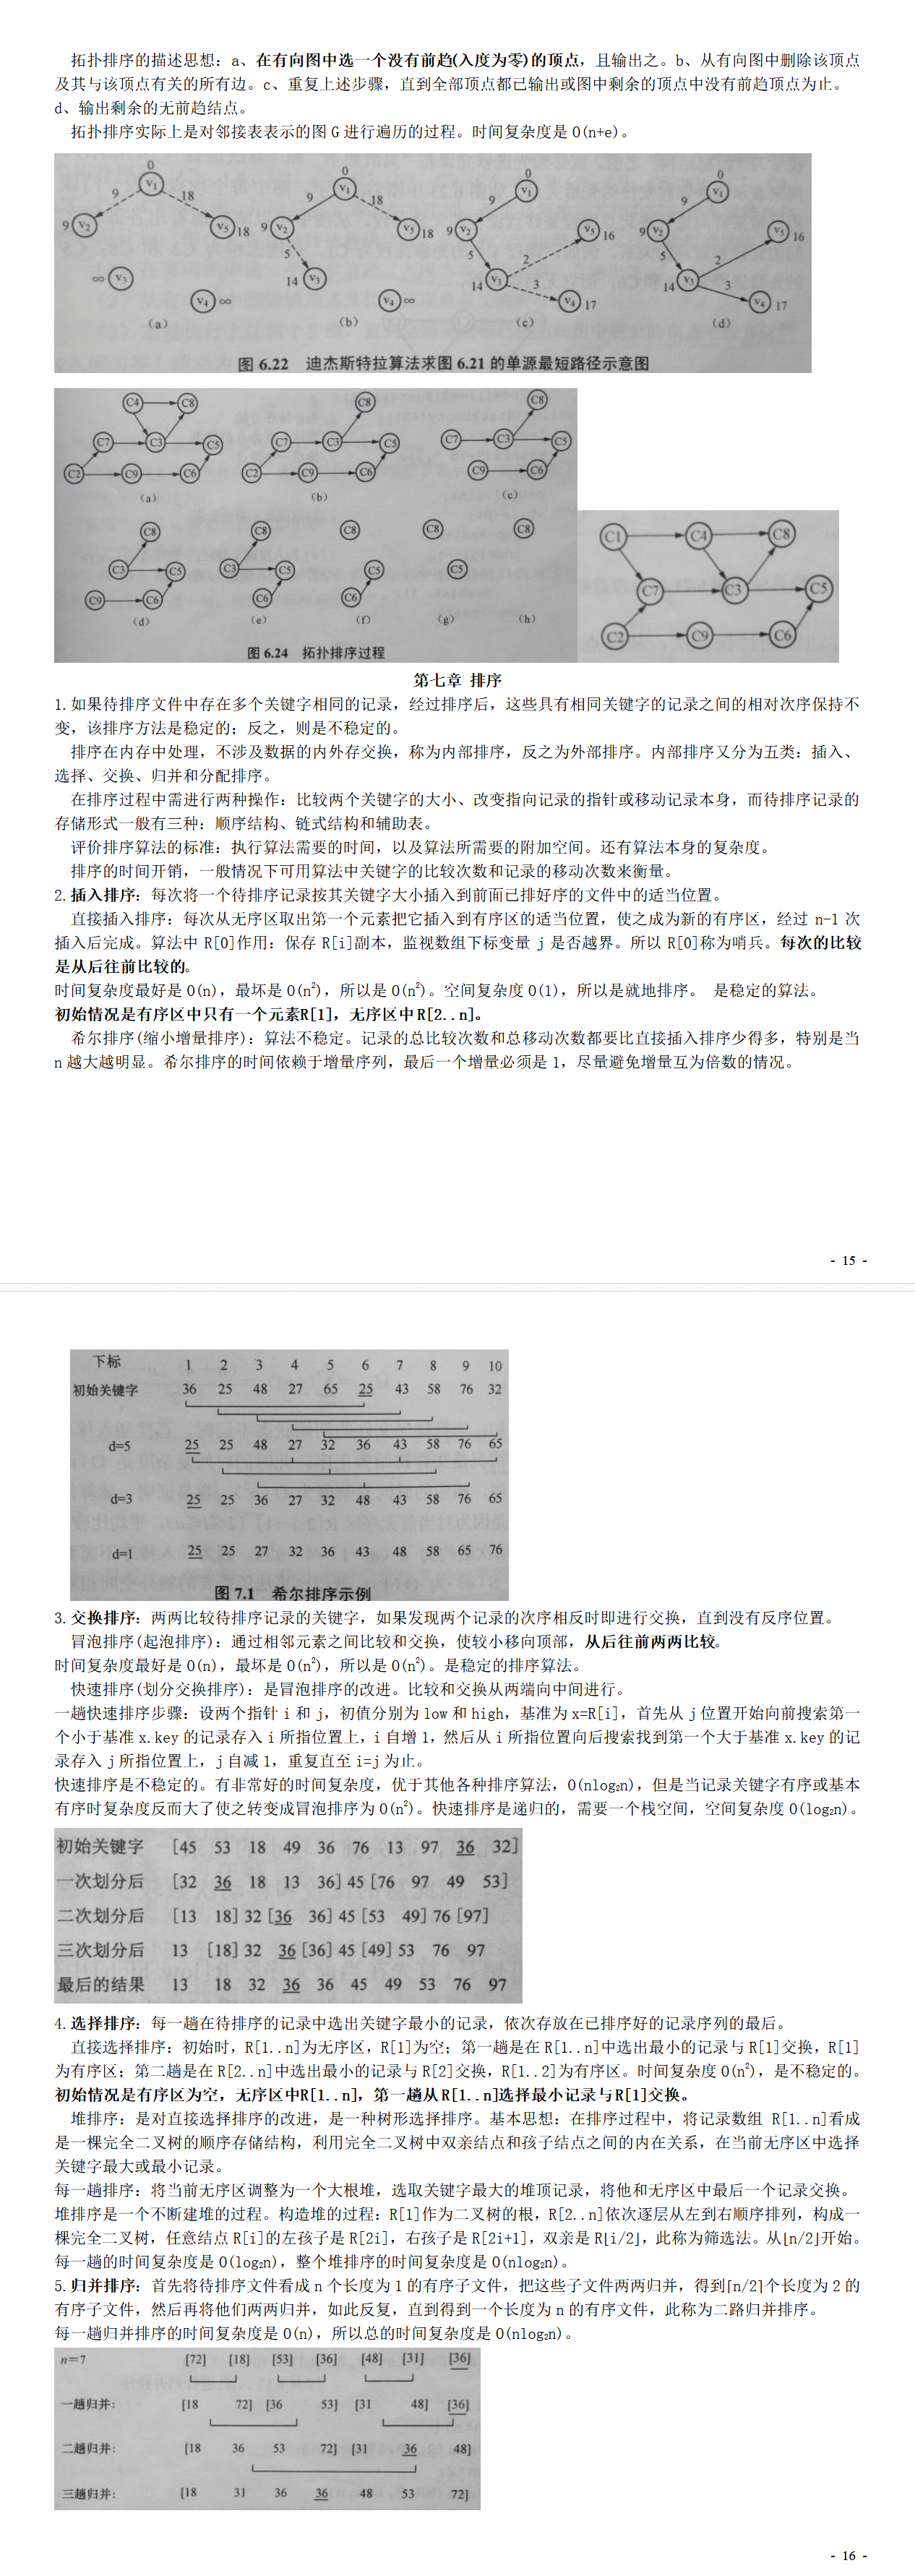 拓扑排序的描述思想：a、在有向图中选一个没有前趋(入度为零)的顶点，且输出之。b、从有向图中删除该顶点
及其与该顶点有关的所有边。c、重复上述步骤，直到全部顶点都已输出或图中剩余的顶点中没有前趋顶点为止。
d、输出剩余的无前趋结点。
拓扑排序实际上是对邻接表表示的图 G 进行遍历的过程。时间复杂度是 O(n+e)。
0 0 0 0
V1 V1 V1 V1
9 18 9 18 9 9
9 V2 V5 18 9 V2 V5 18 9 V2 V5 16 9 V2 V5 16
5 5 2 5 2
∞ V3 14 V3 14 V3 3 14 V3 3
V4 ∞ V4 ∞ V4 17 V4 17
(a) (b) (c) (d)
图 6.22 迪杰斯特拉算法求图 6.21 的单源最短路径示意图
C4 C8 C8 C8
C7 C3 C5 C7 C3 C5 C7 C3 C5
C2 C9 C6 C2 C9 C6 C9 C6
(a) (b) (c)
C8 C8 C8 C8 C8
C3 C5 C3 C5 C5 C5
C9 C6 C6 C6
(d) (e) (f) (g) (h)
图 6.24 拓扑排序过程
C1 C4 C8
C7 C3 C5
C2 C9 C6
第七章 排序
1.如果待排序文件中存在多个关键字相同的记录，经过排序后，这些具有相同关键字的记录之间的相对次序保持不
变，该排序方法是稳定的；反之，则是不稳定的。
排序在内存中处理，不涉及数据的内外存交换，称为内部排序，反之为外部排序。内部排序又分为五类：插入、
选择、交换、归并和分配排序。
在排序过程中需进行两种操作：比较两个关键字的大小、改变指向记录的指针或移动记录本身，而待排序记录的
存储形式一般有三种：顺序结构、链式结构和辅助表。
评价排序算法的标准：执行算法需要的时间，以及算法所需要的附加空间。还有算法本身的复杂度。
排序的时间开销，一般情况下可用算法中关键字的比较次数和记录的移动次数来衡量。
2.插入排序：每次将一个待排序记录按其关键字大小插入到前面已排好序的文件中的适当位置。
直接插入排序：每次从无序区取出第一个元素把它插入到有序区的适当位置，使之成为新的有序区，经过 n-1 次
插入后完成。算法中 R[0]作用：保存 R[i]副本，监视数组下标变量 j 是否越界。所以 R[0]称为哨兵。每次的比较
是从后往前比较的。
时间复杂度最好是 O(n)，最坏是 O(n²)，所以是 O(n²)。空间复杂度 O(1)，所以是就地排序。 是稳定的算法。
初始情况是有序区中只有一个元素R[1]，无序区中 R[2..n]。
希尔排序(缩小增量排序)：算法不稳定。记录的总比较次数和总移动次数都要比直接插入排序少得多，特别是当
n 越大越明显。希尔排序的时间依赖于增量序列，最后一个增量必须是 1，尽量避免增量互为倍数的情况。
- 15 -
下标 1 2 3 4 5 6 7 8 9 10
初始关键字 36 25 48 27 65 25 43 58 76 32
d=5 25 25 48 27 32 36 43 58 76 65
d=3 25 25 36 27 32 48 43 58 76 65
d=1 25 25 27 32 36 43 48 58 65 76
图 7.1 希尔排序示例
3.交换排序：两两比较待排序记录的关键字，如果发现两个记录的次序相反时即进行交换，直到没有反序位置。
冒泡排序(起泡排序)：通过相邻元素之间比较和交换，使较小移向顶部，从后往前两两比较。
时间复杂度最好是 O(n)，最坏是 O(n²)，所以是 O(n²)。是稳定的排序算法。
快速排序(划分交换排序)：是冒泡排序的改进。比较和交换从两端向中间进行。
一趟快速排序步骤：设两个指针 i 和 j，初值分别为 low 和 high，基准为 x=R[i]，首先从 j 位置开始向前搜索第一
个小于基准 x.key 的记录存入 i 所指位置上，i 自增 1，然后从 i 所指位置向后搜索找到第一个大于基准 x.key 的记
录存入 j 所指位置上，j 自减 1，重复直至 i=j 为止。
快速排序是不稳定的。有非常好的时间复杂度，优于其他各种排序算法，O(nlog₂n)，但是当记录关键字有序或基本
有序时复杂度反而大了使之转变成冒泡排序为 O(n²)。快速排序是递归的，需要一个栈空间，空间复杂度 O(log₂n)。
初始关键字 [45 53 18 49 36 76 13 97 36 32]
一次划分后 [32 36 18 13 36] 45 [76 97 49 53]
二次划分后 [13 18] 32 [36 36] 45 [53 49] 76 [97]
三次划分后 13 [18] 32 36 [36] 45 [49] 53 76 97
最后的结果 13 18 32 36 36 45 49 53 76 97
4.选择排序：每一趟在待排序的记录中选出关键字最小的记录，依次存放在已排序好的记录序列的最后。
直接选择排序：初始时，R[1..n]为无序区，R[1]为空；第一趟是在 R[1..n]中选出最小的记录与 R[1]交换，R[1]
为有序区；第二趟是在 R[2..n]中选出最小的记录与 R[2]交换，R[1..2]为有序区。时间复杂度 O(n²)，是不稳定的。
初始情况是有序区为空，无序区中R[1..n]，第一趟从 R[1..n]选择最小记录与R[1]交换。
堆排序：是对直接选择排序的改进，是一种树形选择排序。基本思想：在排序过程中，将记录数组 R[1..n]看成
是一棵完全二叉树的顺序存储结构，利用完全二叉树中双亲结点和孩子结点之间的内在关系，在当前无序区中选择
关键字最大或最小记录。
每一趟排序：将当前无序区调整为一个大根堆，选取关键字最大的堆顶记录，将他和无序区中最后一个记录交换。
堆排序是一个不断建堆的过程。构造堆的过程：R[1]作为二叉树的根，R[2..n]依次逐层从左到右顺序排列，构成一
棵完全二叉树，任意结点 R[i]的左孩子是 R[2i]，右孩子是 R[2i+1]，双亲是 R⌊i/2⌋，此称为筛选法。从⌊n/2⌋开始。
每一趟的时间复杂度是 O(log₂n)，整个堆排序的时间复杂度是 O(nlog₂n)。
5.归并排序：首先将待排序文件看成 n 个长度为 1 的有序子文件，把这些子文件两两归并，得到⌈n/2⌉个长度为 2 的
有序子文件，然后再将他们两两归并，如此反复，直到得到一个长度为 n 的有序文件，此称为二路归并排序。
每一趟归并排序的时间复杂度是 O(n)，所以总的时间复杂度是 O(nlog₂n)。
n=7 [72] [18] [53] [36] [48] [31] [36]
一趟归并: [18 72] [36 53] [31 48] [36]
二趟归并: [18 36 53 72] [31 36 48]
三趟归并: [18 31 36 36 48 53 72]
- 16 -